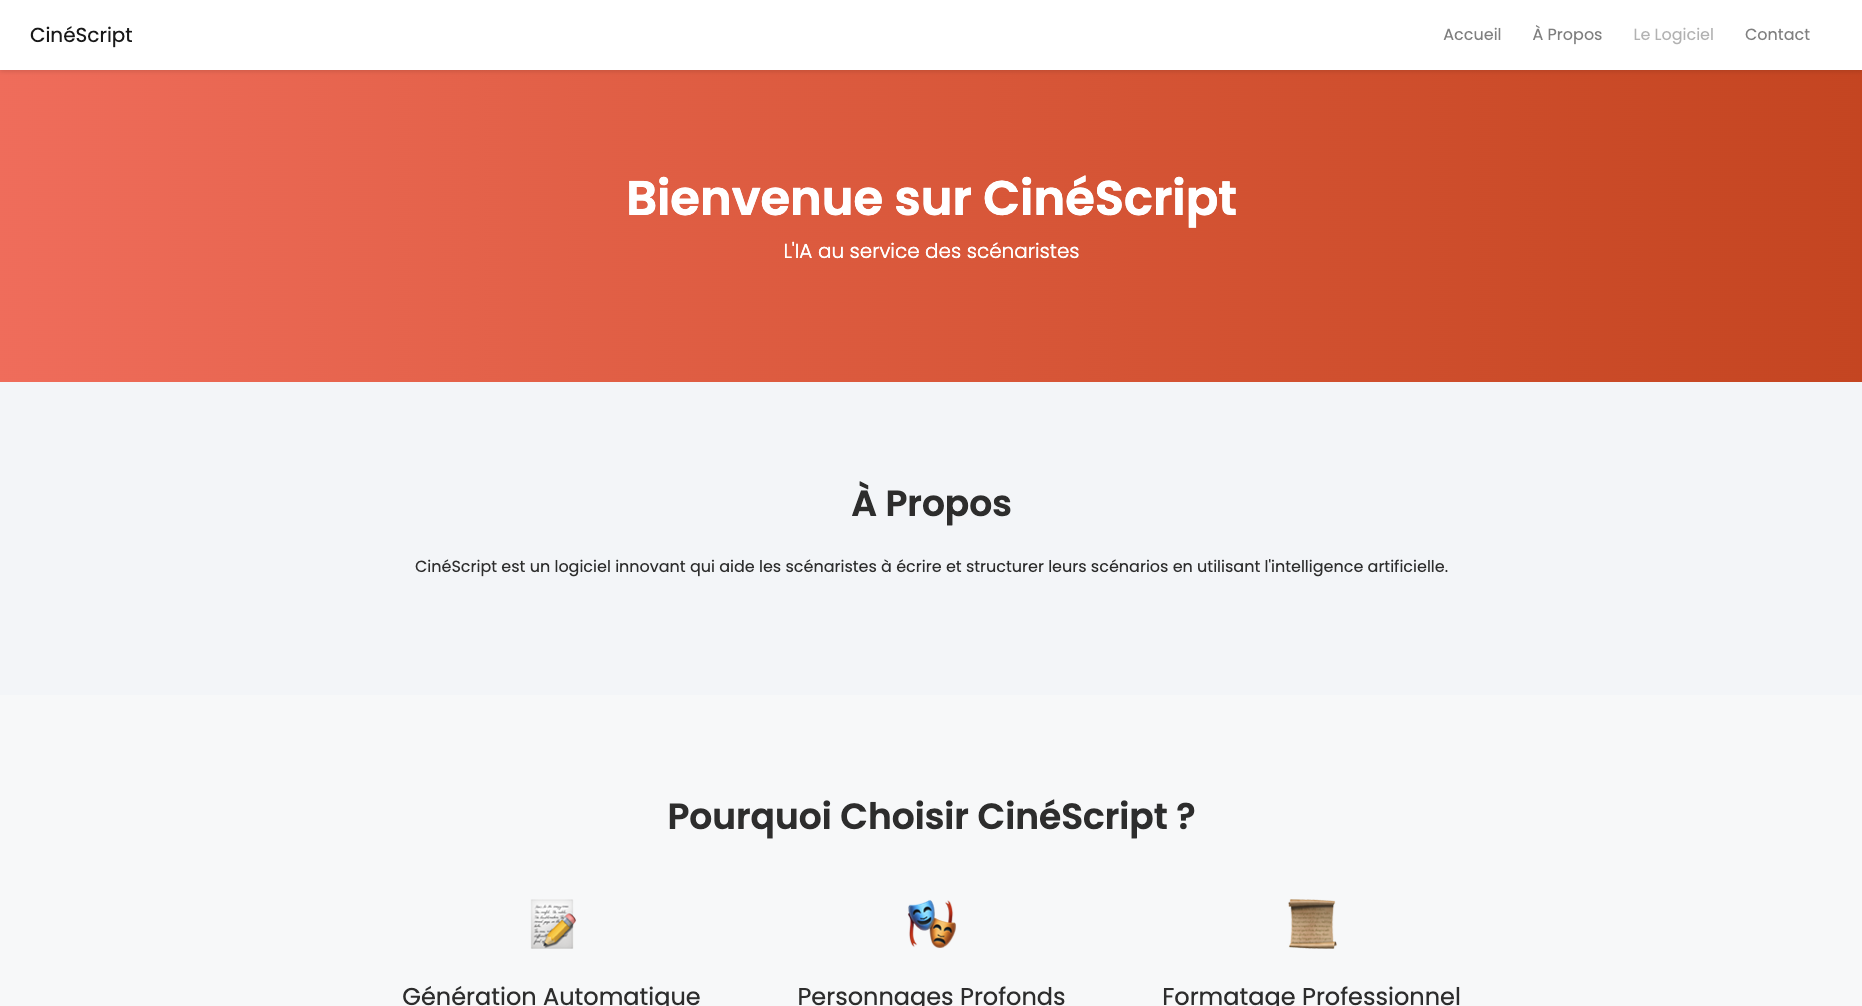 CinéScript
Accueil À Propos Le Logiciel Contact
Bienvenue sur CinéScript
L'IA au service des scénaristes
À Propos
CinéScript est un logiciel innovant qui aide les scénaristes à écrire et structurer leurs scénarios en utilisant l'intelligence artificielle.
Pourquoi Choisir CinéScript ?
Génération Automatique
Personnages Profonds
Formatage Professionnel